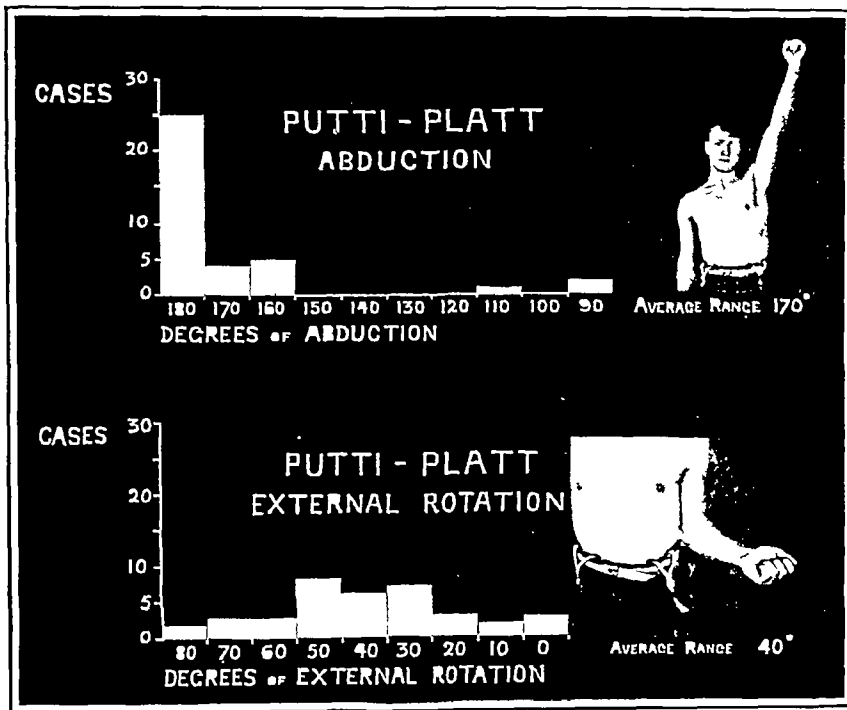 30
CASES
PUTTI - PLATT
20
ABDUCTION
10
5
0
180 170 160 150 140 130 120 110 100 90
AVERAGE RANGE 170°
DEGREES OF ABDUCTION
30
CASES
PUTTI - PLATT
20
EXTERNAL ROTATION
10
5
0
80 70 60 50 40 30 20 10 0
AVERAGE RANGE 40°
DEGREES OF EXTERNAL ROTATION